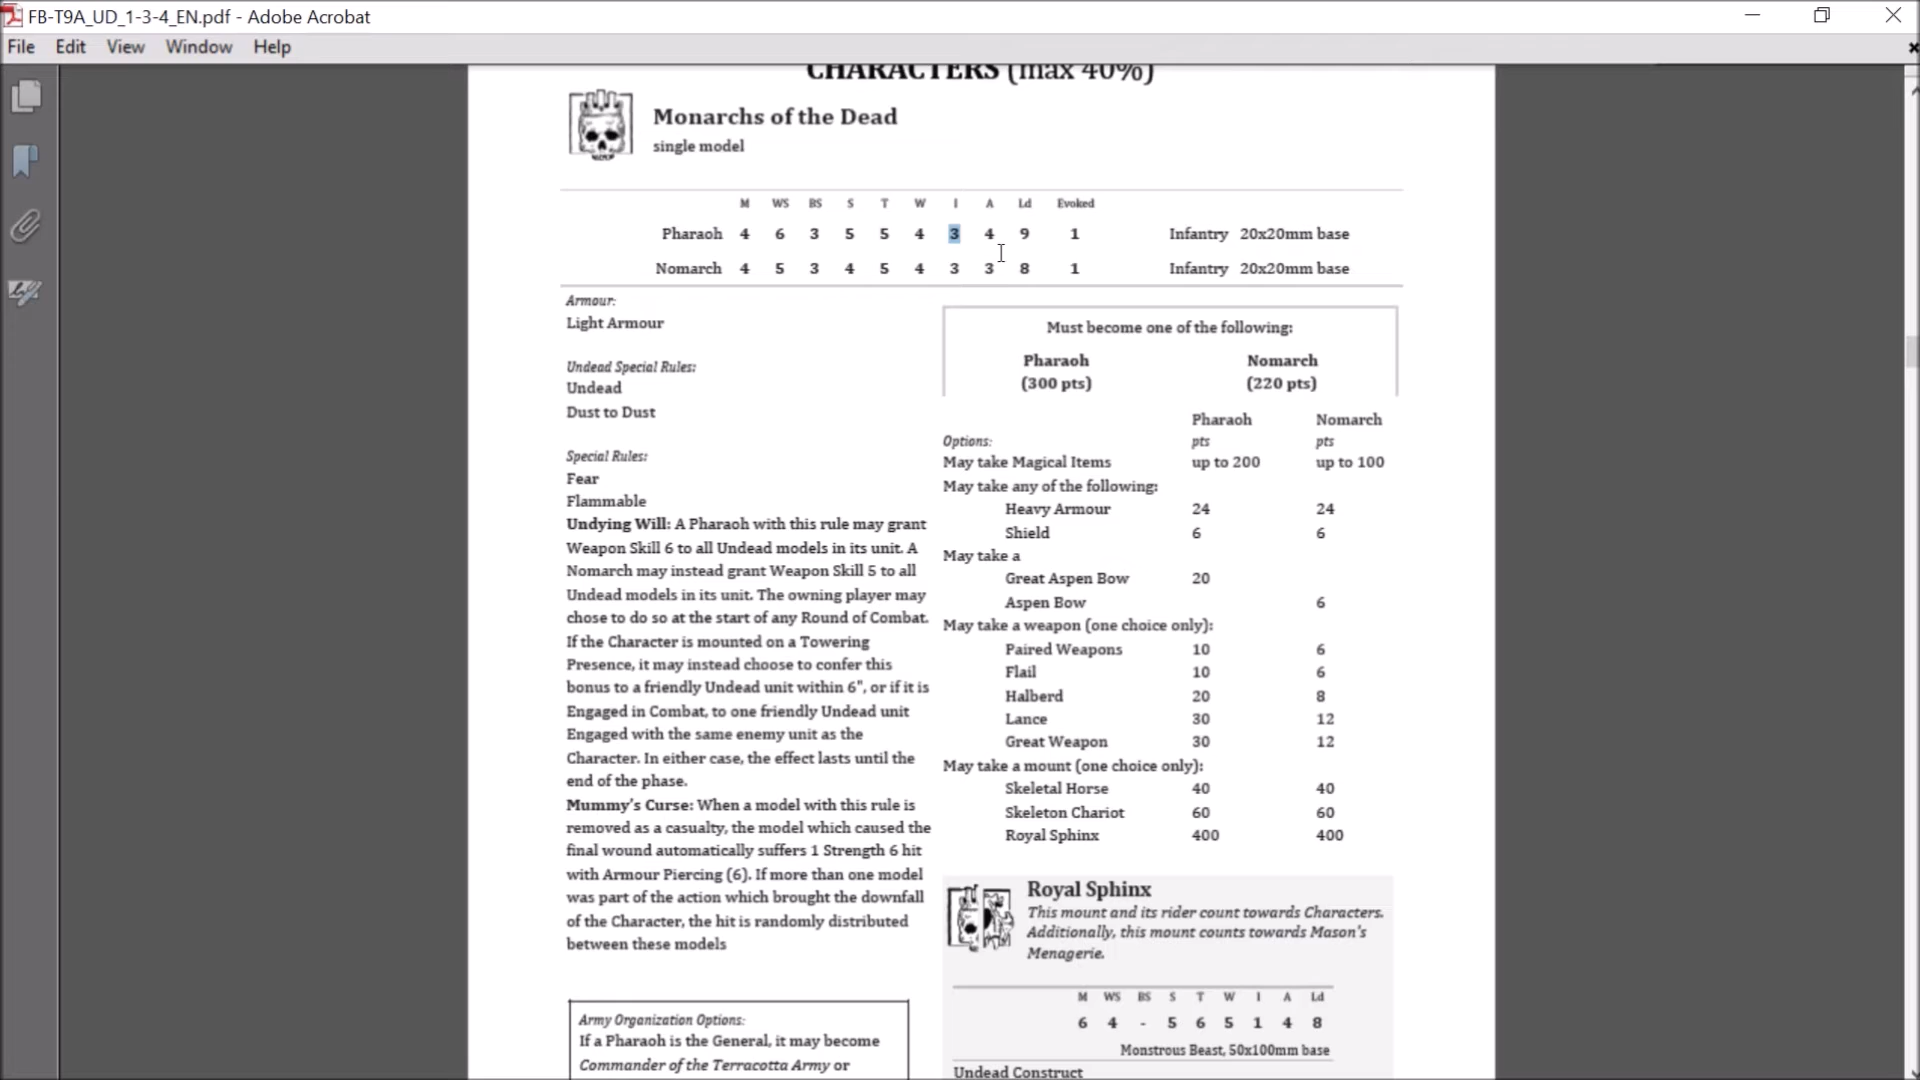 FB-T9A_UD_1-3-4_EN.pdf - Adobe Acrobat
File Edit View Window Help
CHARACTERS (max 40%)
Monarchs of the Dead
single model
M WS BS S T W I A Ld Evoked
Pharaoh 4 6 3 5 5 4 3 4 9 1 Infantry 20x20mm base
Nomarch 4 5 3 4 5 4 3 3 8 1 Infantry 20x20mm base
Armour:
Light Armour
Undead Special Rules:
Undead
Dust to Dust
Special Rules:
Fear
Flammable
Undying Will: A Pharaoh with this rule may grant
Weapon Skill 6 to all Undead models in its unit. A
Nomarch may instead grant Weapon Skill 5 to all
Undead models in its unit. The owning player may
chose to do so at the start of any Round of Combat.
If the Character is mounted on a Towering
Presence, it may instead choose to confer this
bonus to a friendly Undead unit within 6", or if it is
Engaged in Combat, to one friendly Undead unit
Engaged with the same enemy unit as the
Character. In either case, the effect lasts until the
end of the phase.
Mummy's Curse: When a model with this rule is
removed as a casualty, the model which caused the
final wound automatically suffers 1 Strength 6 hit
with Armour Piercing (6). If more than one model
was part of the action which brought the downfall
of the Character, the hit is randomly distributed
between these models
Army Organization Options:
If a Pharaoh is the General, it may become
Commander of the Terracotta Army or
Must become one of the following:
Pharaoh Nomarch
(300 pts) (220 pts)
Pharaoh Nomarch
Options: pts pts
May take Magical Items up to 200 up to 100
May take any of the following:
Heavy Armour 24 24
Shield 6 6
May take a
Great Aspen Bow 20
Aspen Bow 6
May take a weapon (one choice only):
Paired Weapons 10 6
Flail 10 6
Halberd 20 8
Lance 30 12
Great Weapon 30 12
May take a mount (one choice only):
Skeletal Horse 40 40
Skeleton Chariot 60 60
Royal Sphinx 400 400
Royal Sphinx
This mount and its rider count towards Characters.
Additionally, this mount counts towards Mason's
Menagerie.
M WS BS S T W I A Ld
6 4 - 5 6 5 1 4 8
Monstrous Beast, 50x100mm base
Undead Construct